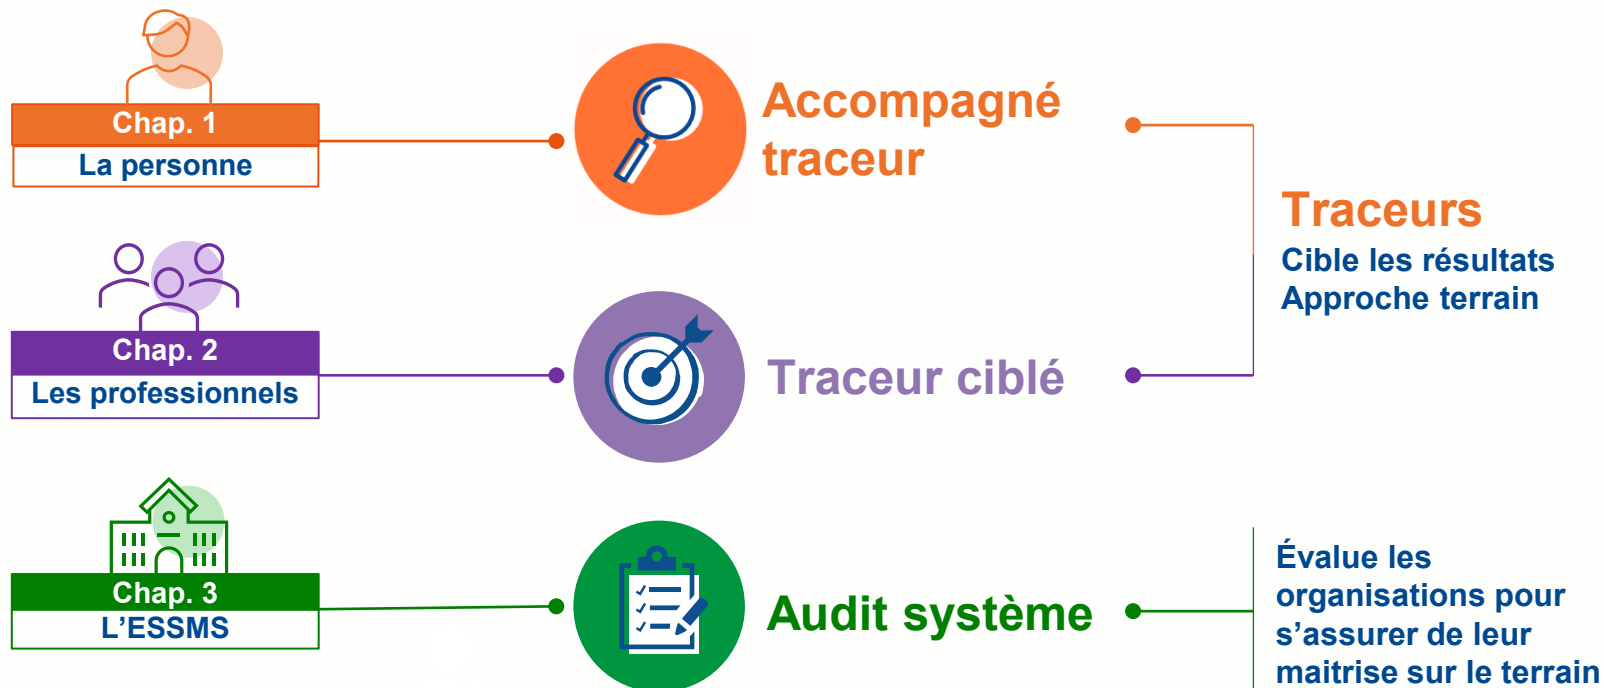 Chap. 1
La personne
Accompagné
traceur
Traceurs
Cible les résultats
Approche terrain
Chap. 2
Les professionnels
Traceur ciblé
Chap. 3
L’ESSMS
Audit système
Évalue les
organisations pour
s’assurer de leur
maitrise sur le terrain